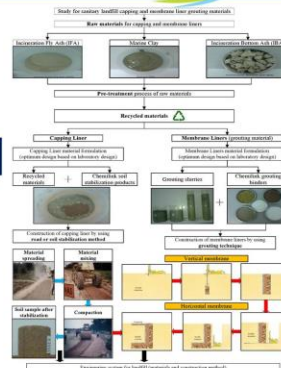 Study for sanitary landfill capping and membrane liner grouting materials
Raw materials for capping and membrane liners
Incineration Fly Ash (IFA)
Marine Clay
Incineration Bottom Ash (IBA)
Pre-treatment process of raw materials
Recycled materials
Capping Liner
Membrane Liners (grouting material)
Capping Liner material formulation
(optimum design based on laboratory design)
Membrane Liners material formulation
(optimum design based on laboratory design)
Recycled
materials
+
Chemilink soil
stabilization products
Grouting slurries
+
Chemilink grouting
binders
Construction of capping liner by using
road or soil stabilization method
Construction of membrane liners by using
grouting technique
Material
spreading
Material
mixing
Vertical membrane
Soil sample after
stabilization
Compaction
Horizontal membrane